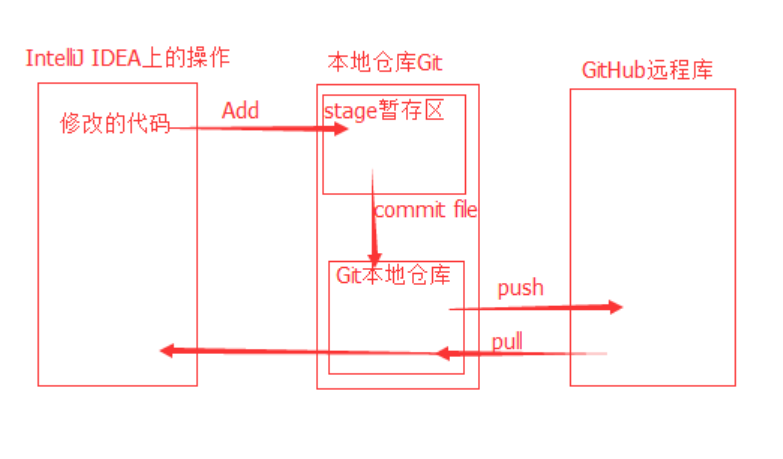 IntelliJ IDEA上的操作
本地仓库Git
GitHub远程库
修改的代码
Add
stage暂存区
commit file
Git本地仓库
push
pull